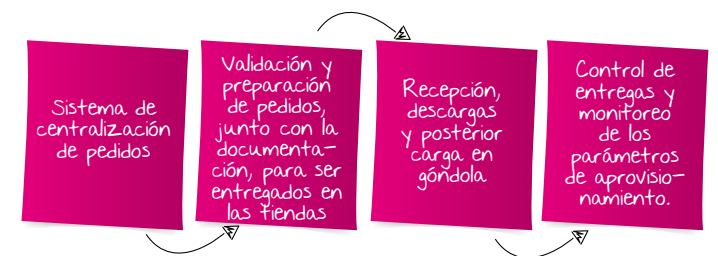 Sistema de
centralización
de pedidos
Validación y
preparación
de pedidos,
junto con la
documenta-
ción, para ser
entregados en
las tiendas
Recepción,
descargas
y posterior
carga en
góndola
Control de
entregas y
monitoreo
de los
parámetros
de aprovisio-
namiento.